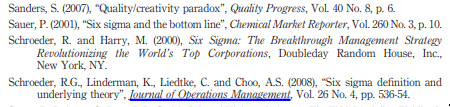 Sanders, S. (2007), "Quality/creativity paradox", Quality Progress, Vol. 40 No. 8, p. 6.
Sauer, P. (2001), "Six sigma and the bottom line", Chemical Market Reporter, Vol. 260 No. 3, p. 10.
Schroeder, R. and Harry, M. (2000), Six Sigma: The Breakthrough Management Strategy
Revolutionizing the World's Top Corporations, Doubleday Random House, Inc.,
New York, NY.
Schroeder, R.G., Linderman, K., Liedtke, C. and Choo, A.S. (2008), "Six sigma definition and
underlying theory", Journal of Operations Management, Vol. 26 No. 4, pp. 536-54.